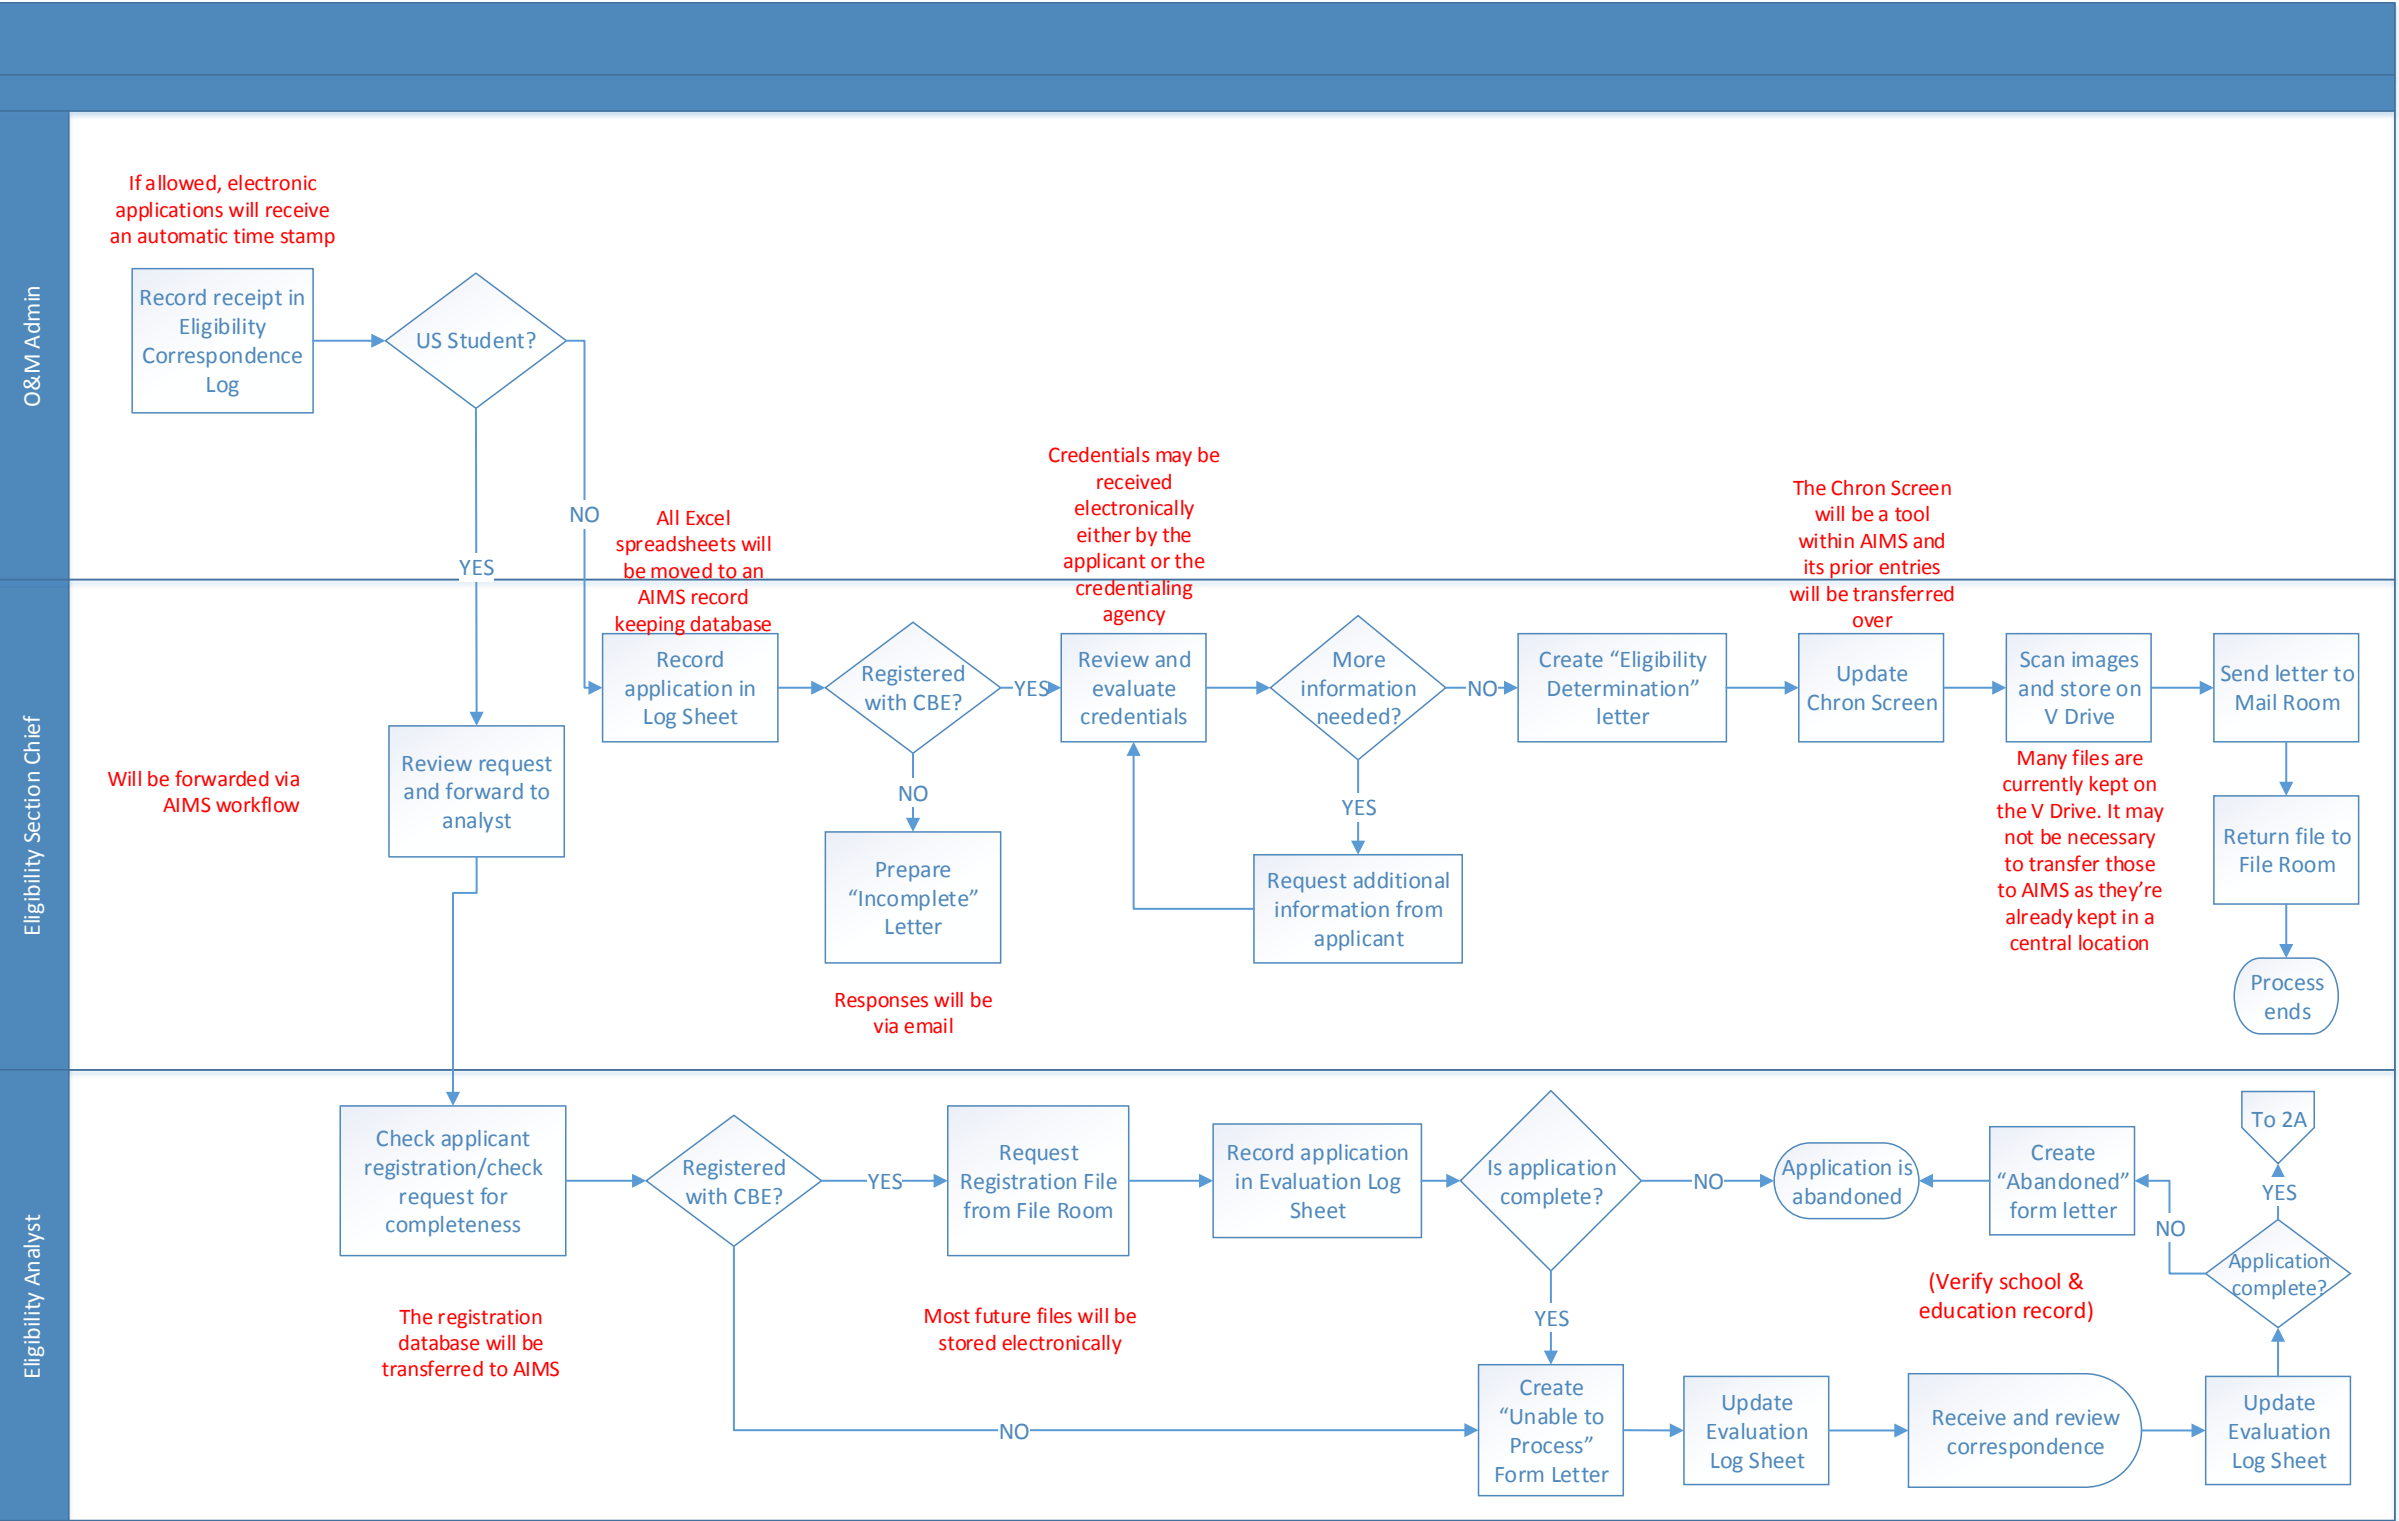 O&M Admin
If allowed, electronic
applications will receive
an automatic time stamp
Record receipt in
Eligibility
Correspondence
Log
US Student?
NO
YES
All Excel
spreadsheets will
be moved to an
AIMS record
keeping database
Credentials may be
received
electronically
either by the
applicant or the
credentialing
agency
The Chron Screen
will be a tool
within AIMS and
its prior entries
will be transferred
over
Eligibility Section Chief
Will be forwarded via
AIMS workflow
Review request
and forward to
analyst
Record
application in
Log Sheet
Registered
with CBE?
YES
NO
Prepare
“Incomplete”
Letter
Responses will be
via email
Review and
evaluate
credentials
More
information
needed?
NO
YES
Request additional
information from
applicant
Create “Eligibility
Determination”
letter
Update
Chron Screen
Scan images
and store on
V Drive
Many files are
currently kept on
the V Drive. It may
not be necessary
to transfer those
to AIMS as they’re
already kept in a
central location
Send letter to
Mail Room
Return file to
File Room
Process
ends
Eligibility Analyst
Check applicant
registration/check
request for
completeness
The registration
database will be
transferred to AIMS
Registered
with CBE?
YES
NO
Request
Registration File
from File Room
Most future files will be
stored electronically
Record application
in Evaluation Log
Sheet
Is application
complete?
NO
YES
Application is
abandoned
Create
“Abandoned”
form letter
(Verify school &
education record)
To 2A
YES
NO
Application
complete?
Create
“Unable to
Process”
Form Letter
Update
Evaluation
Log Sheet
Receive and review
correspondence
Update
Evaluation
Log Sheet